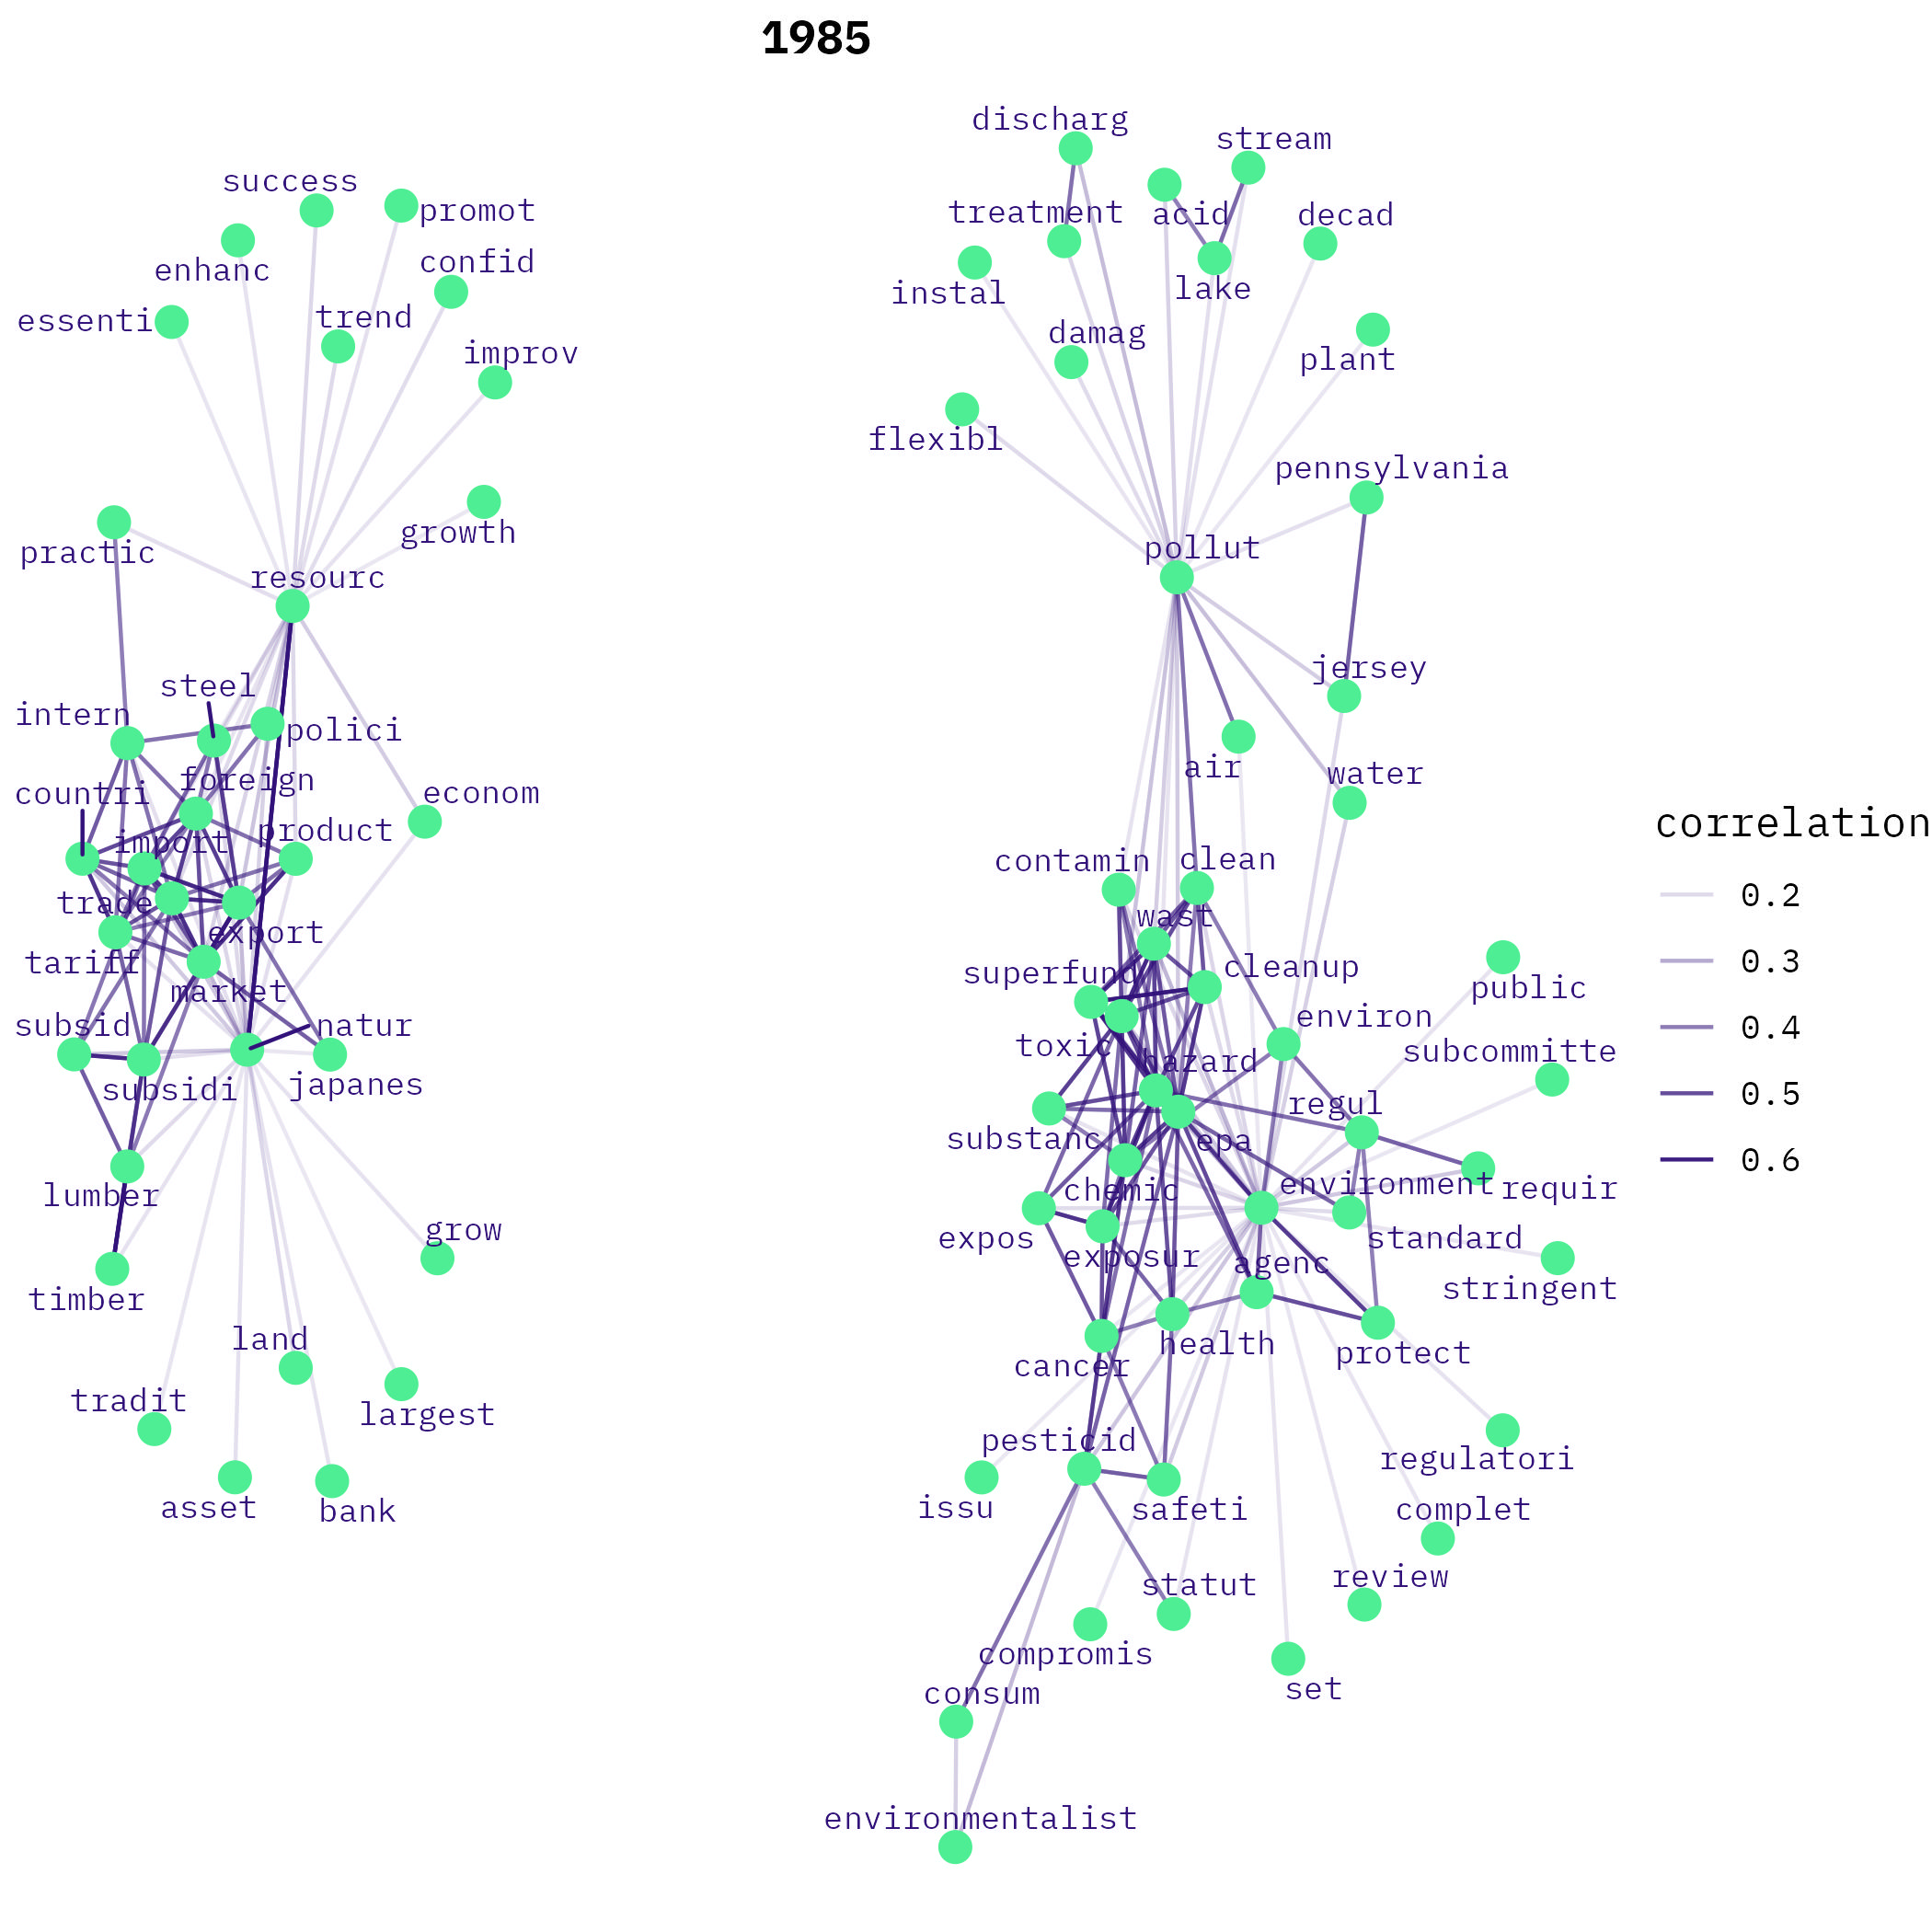 1985
discharg
stream
success
promot
treatment
acid
decad
enhanc
confid
instal
lake
essenti
trend
damag
improv
plant
flexibl
pennsylvania
growth
practic
pollut
resourc
steel
jersey
intern
polici
air
water
foreign
countri
econom
import
product
correlation
contamin
clean
0.2
trade
wast
export
tariff
superfund
cleanup
0.3
market
public
subsid
natur
environ
0.4
toxic
hazard
subcommitte
subsidi
japanes
regul
0.5
substanc
epa
0.6
lumber
chemic
environment
requir
grow
expos
exposur
standard
agenc
timber
stringent
land
health
protect
cancer
tradit
largest
pesticid
regulatori
asset
bank
issu
safeti
complet
statut
review
compromis
consum
set
environmentalist